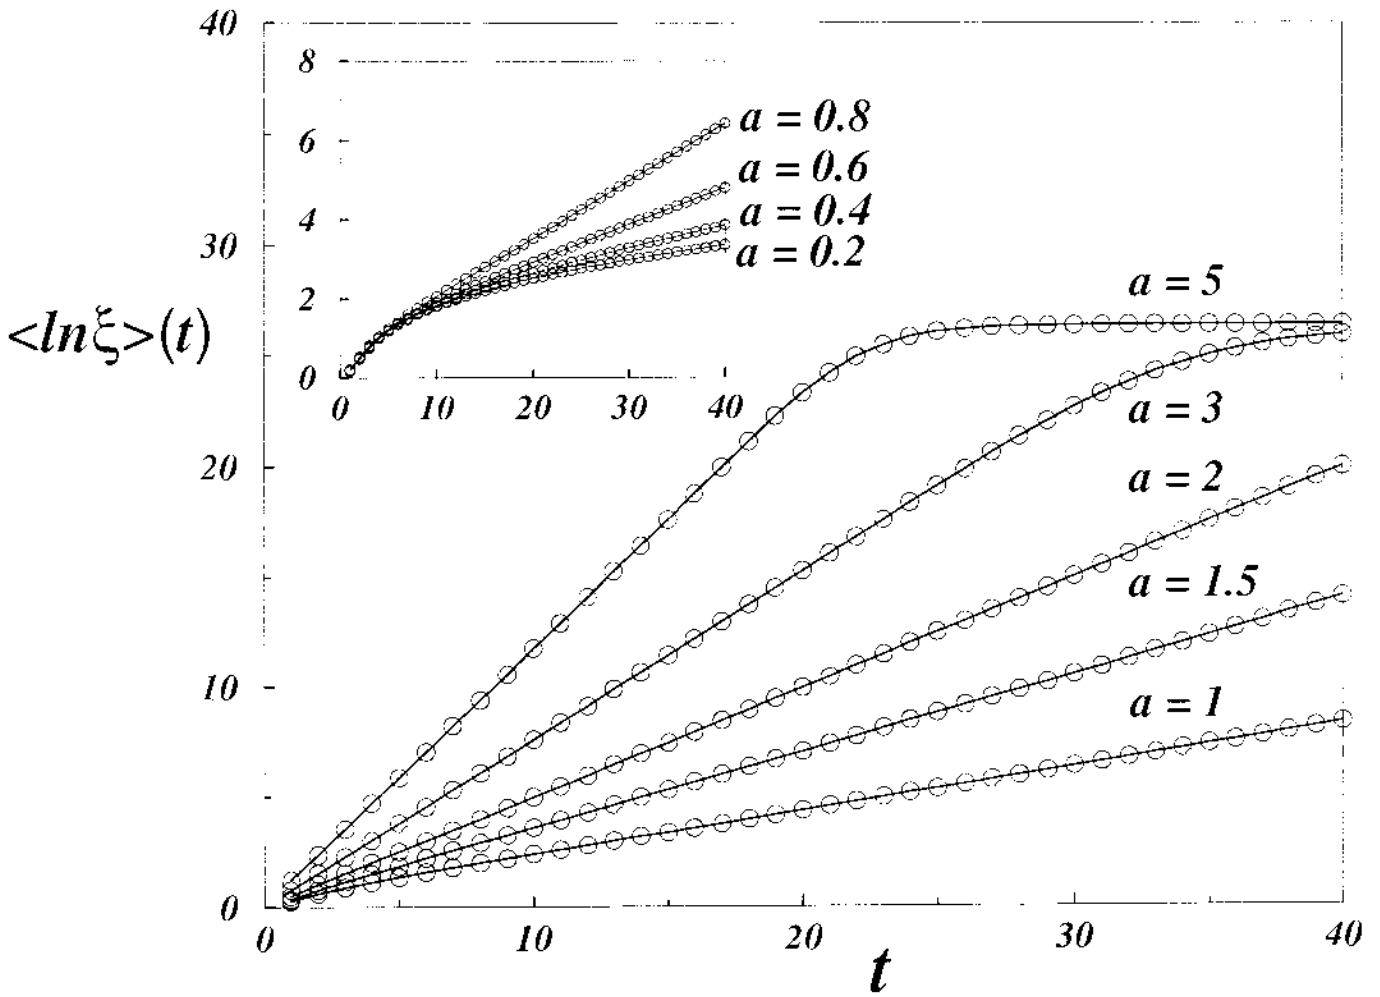 40
8
a = 0.8
6
a = 0.6
4
a = 0.4
30
a = 0.2
2
a = 5
<lnξ>(t)
0
0 10 20 30 40
a = 3
20
a = 2
a = 1.5
10
a = 1
0
0 10 20 30 40
t